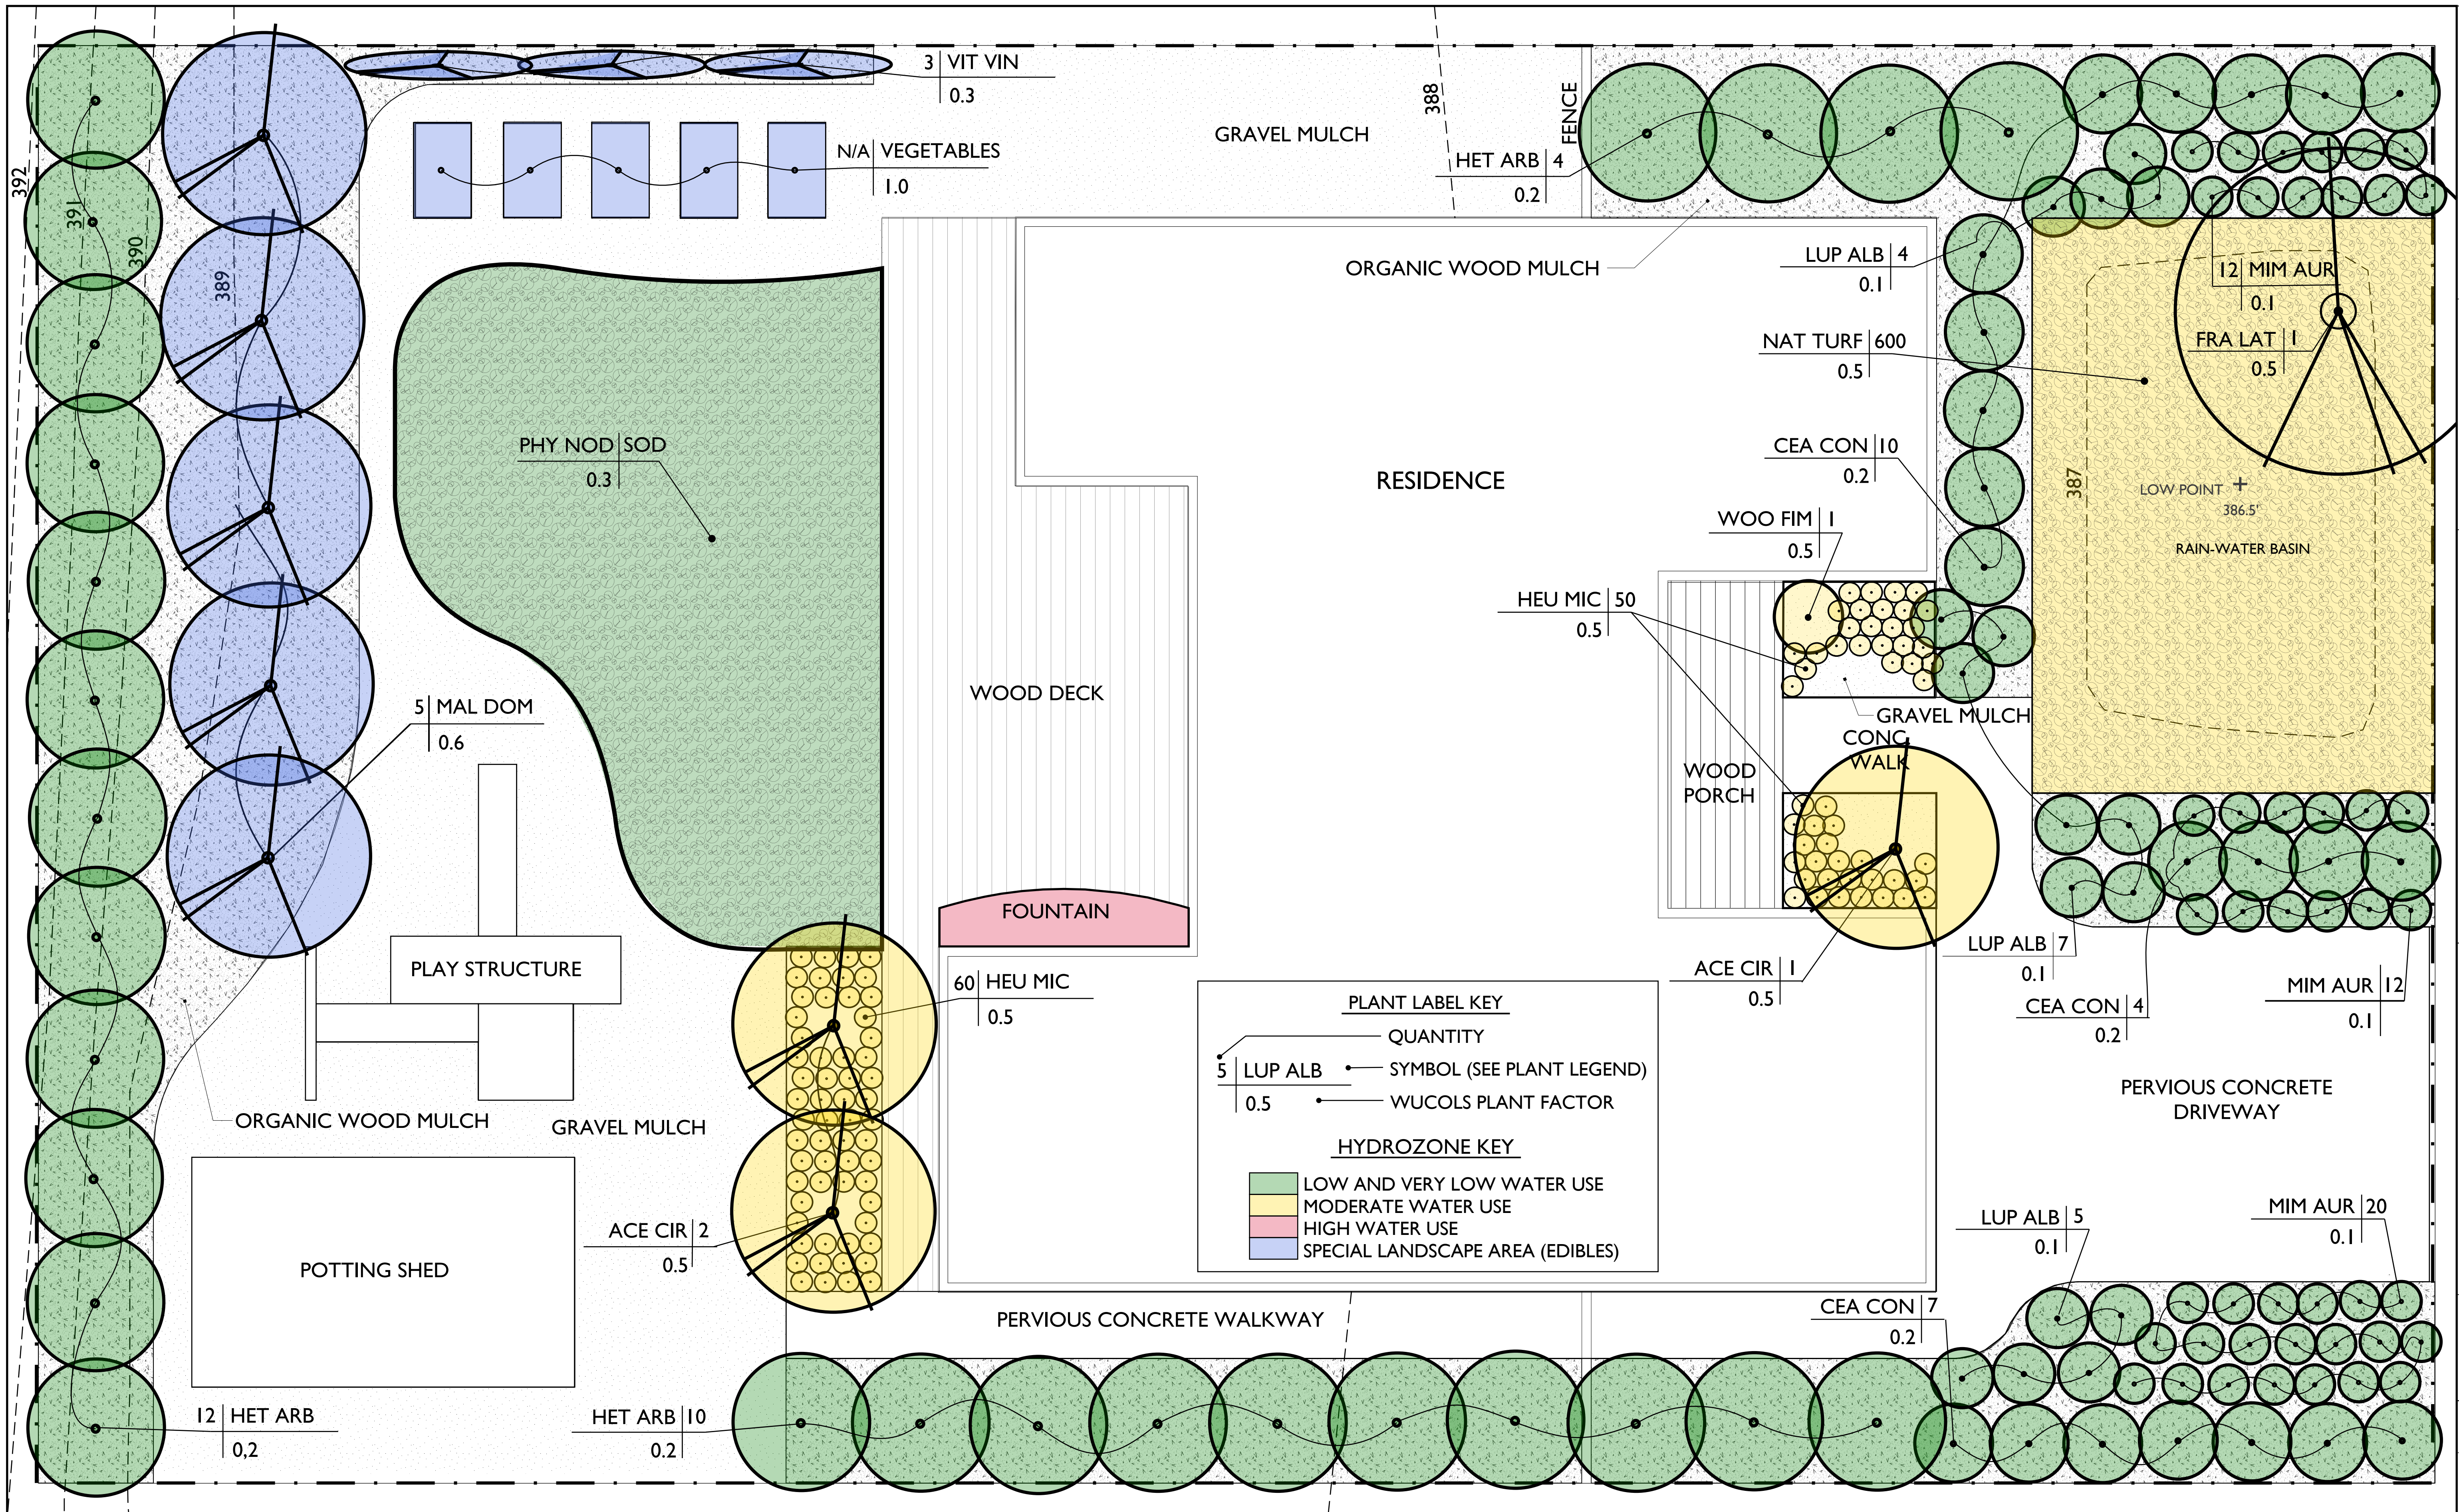 3 VIT VIN
0.3
388
FENCE
GRAVEL MULCH
N/A VEGETABLES
1.0
HET ARB 4
0.2
392
391
390
389
LUP ALB 4
0.1
ORGANIC WOOD MULCH
12 MIM AUR
0.1
NAT TURF 600
0.5
FRA LAT 1
0.5
PHY NOD SOD
0.3
CEA CON 10
0.2
RESIDENCE
387
LOW POINT
386.5'
WOO FIM 1
0.5
RAIN-WATER BASIN
HEU MIC 50
0.5
WOOD DECK
5 MAL DOM
0.6
GRAVEL MULCH
CONC.
WALK
WOOD
PORCH
FOUNTAIN
PLAY STRUCTURE
60 HEU MIC
0.5
ACE CIR 1
0.5
LUP ALB 7
0.1
CEA CON 4
0.2
MIM AUR 12
0.1
PLANT LABEL KEY
QUANTITY
5 LUP ALB
0.5
SYMBOL (SEE PLANT LEGEND)
WUCOLS PLANT FACTOR
HYDROZONE KEY
LOW AND VERY LOW WATER USE
MODERATE WATER USE
HIGH WATER USE
SPECIAL LANDSCAPE AREA (EDIBLES)
PERVIOUS CONCRETE
DRIVEWAY
ORGANIC WOOD MULCH
GRAVEL MULCH
ACE CIR 2
0.5
POTTING SHED
LUP ALB 5
0.1
MIM AUR 20
0.1
PERVIOUS CONCRETE WALKWAY
CEA CON 7
0.2
12 HET ARB
0,2
HET ARB 10
0.2